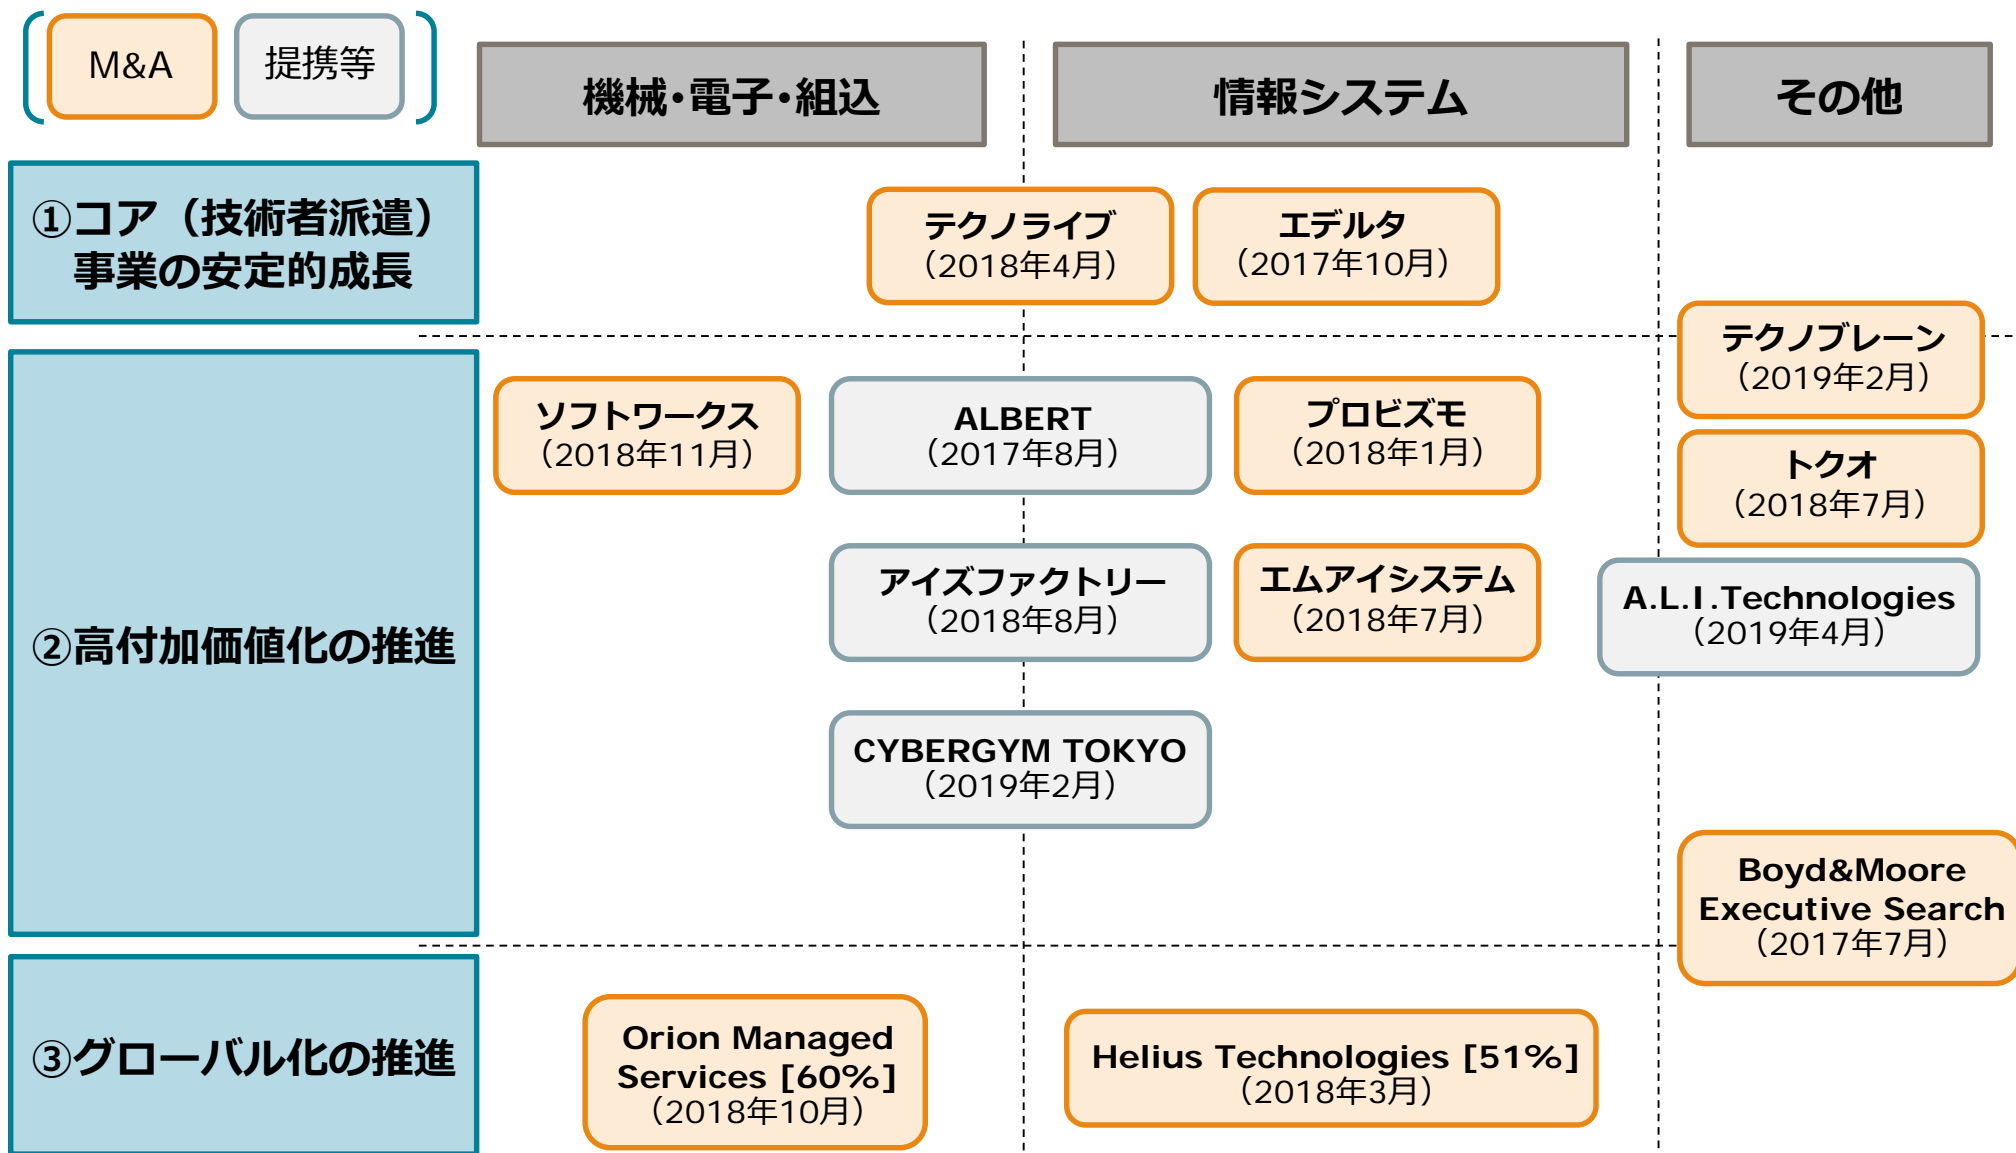 M&A
提携等
機械・電子・組込
情報システム
その他
①コア（技術者派遣）
事業の安定的成長
テクノライブ
（2018年4月）
エデルタ
（2017年10月）
テクノブレーン
（2019年2月）
②高付加価値化の推進
ソフトワークス
（2018年11月）
ALBERT
（2017年8月）
プロビズモ
（2018年1月）
トクオ
（2018年7月）
アイズファクトリー
（2018年8月）
エムアイシステム
（2018年7月）
A.L.I.Technologies
（2019年4月）
CYBERGYM TOKYO
（2019年2月）
Boyd&Moore
Executive Search
（2017年7月）
③グローバル化の推進
Orion Managed
Services [60%]
（2018年10月）
Helius Technologies [51%]
（2018年3月）